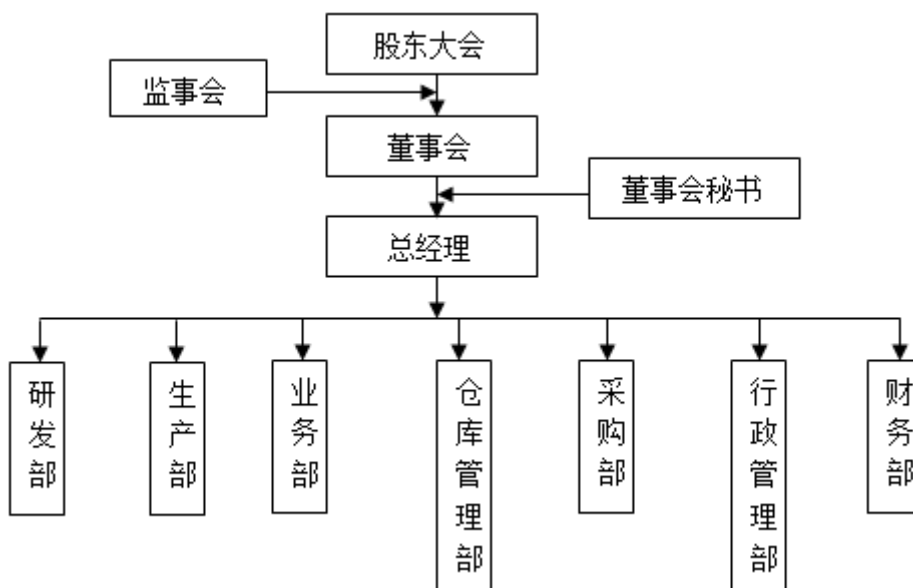 股东大会
监事会
董事会
董事会秘书
总经理
研发部
生产部
业务部
仓库管理部
采购部
行政管理部
财务部